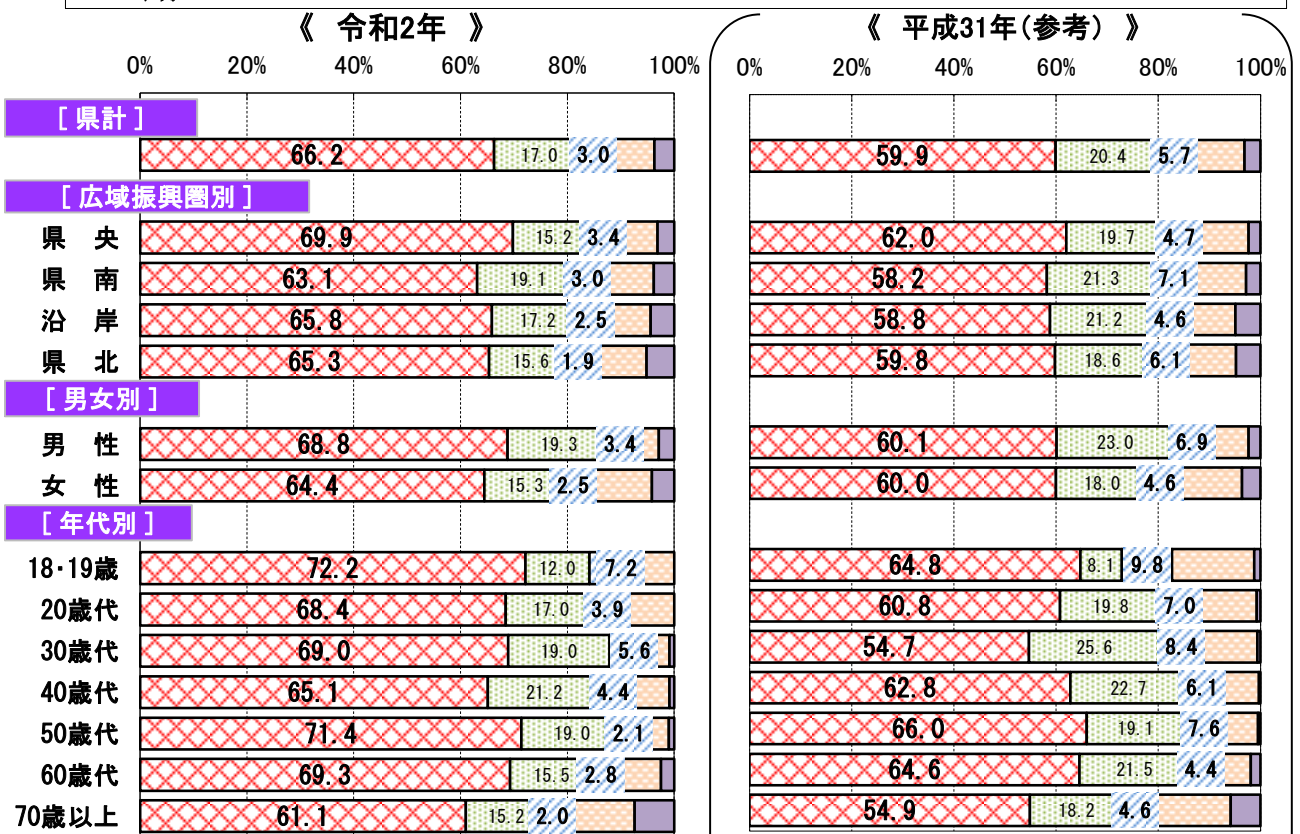 《 令和2年 》 《 平成31年(参考) 》
0% 20% 40% 60% 80% 100% 0% 20% 40% 60% 80% 100%
[ 県計 ]
66.2 17.0 3.0 59.9 20.4 5.7
[ 広域振興圏別 ]
県 央 69.9 15.2 3.4 62.0 19.7 4.7
県 南 63.1 19.1 3.0 58.2 21.3 7.1
沿 岸 65.8 17.2 2.5 58.8 21.2 4.6
県 北 65.3 15.6 1.9 59.8 18.6 6.1
[ 男女別 ]
男 性 68.8 19.3 3.4 60.1 23.0 6.9
女 性 64.4 15.3 2.5 60.0 18.0 4.6
[ 年代別 ]
18・19歳 72.2 12.0 7.2 64.8 8.1 9.8
20歳代 68.4 17.0 3.9 60.8 19.8 7.0
30歳代 69.0 19.0 5.6 54.7 25.6 8.4
40歳代 65.1 21.2 4.4 62.8 22.7 6.1
50歳代 71.4 19.0 2.1 66.0 19.1 7.6
60歳代 69.3 15.5 2.8 64.6 21.5 4.4
70歳以上 61.1 15.2 2.0 54.9 18.2 4.6